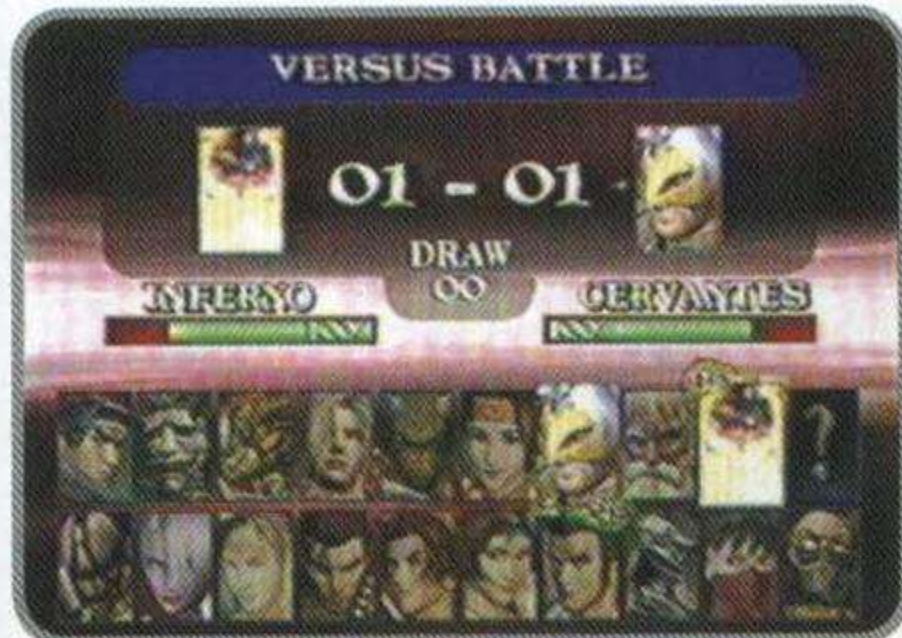 VERSUS BATTLE
01 - 01
DRAW
00
INFERNO
CERVANTES
?